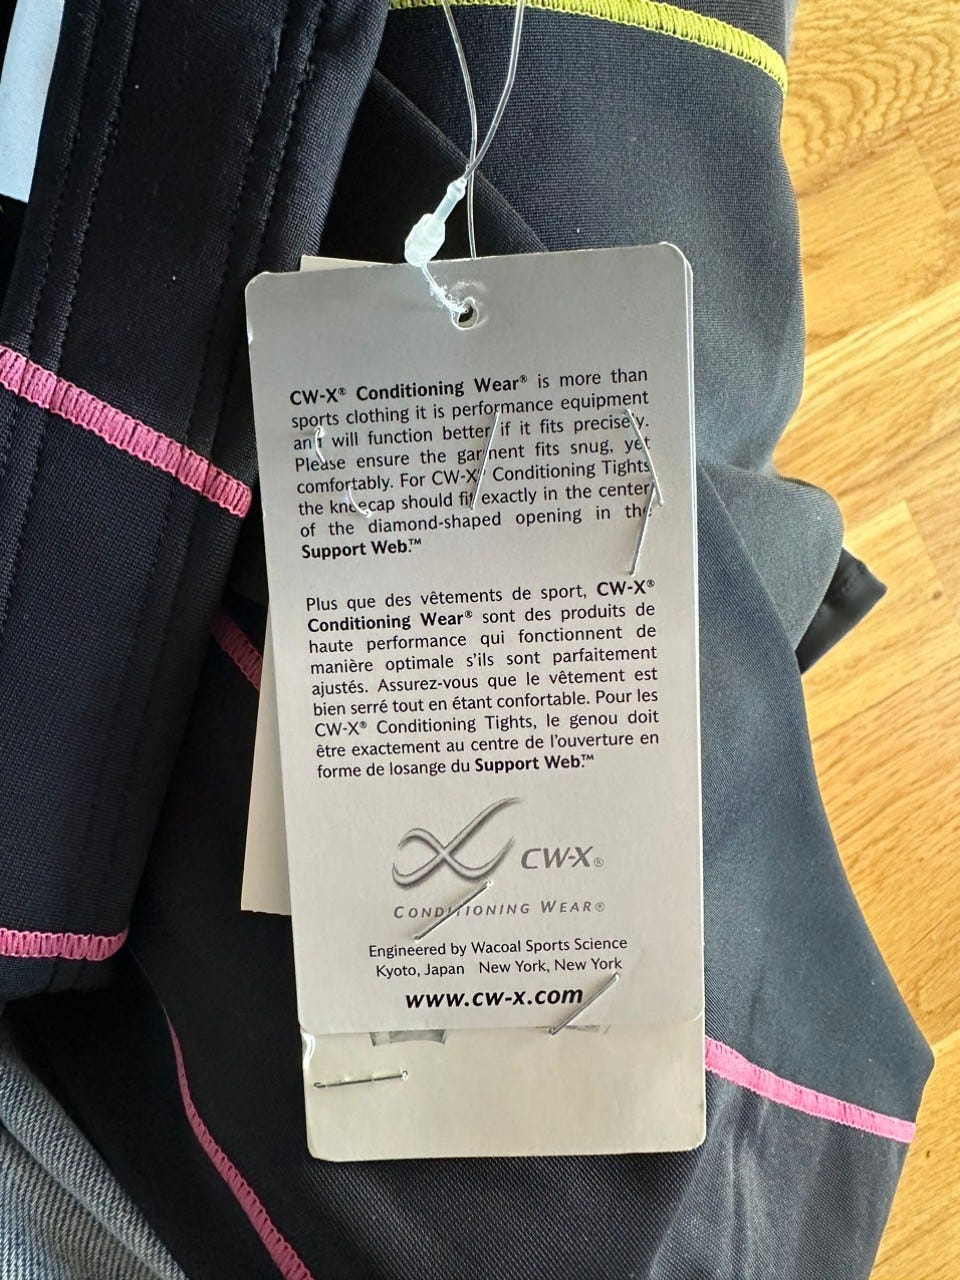 CW-X® Conditioning Wear® is more than
sports clothing it is performance equipment
and will function better if it fits precisely.
Please ensure the garment fits snug, yet
comfortably. For CW-X® Conditioning Tights
the kneecap should fit exactly in the center
of the diamond-shaped opening in the
Support Web.™
Plus que des vêtements de sport, CW-X®
Conditioning Wear® sont des produits de
haute performance qui fonctionnent de
manière optimale s'ils sont parfaitement
ajustés. Assurez-vous que le vêtement est
bien serré tout en étant confortable. Pour les
CW-X® Conditioning Tights, le genou doit
être exactement au centre de l'ouverture en
forme de losange du Support Web.™
CW-X®
CONDITIONING WEAR®
Engineered by Wacoal Sports Science
Kyoto, Japan New York, New York
www.cw-x.com